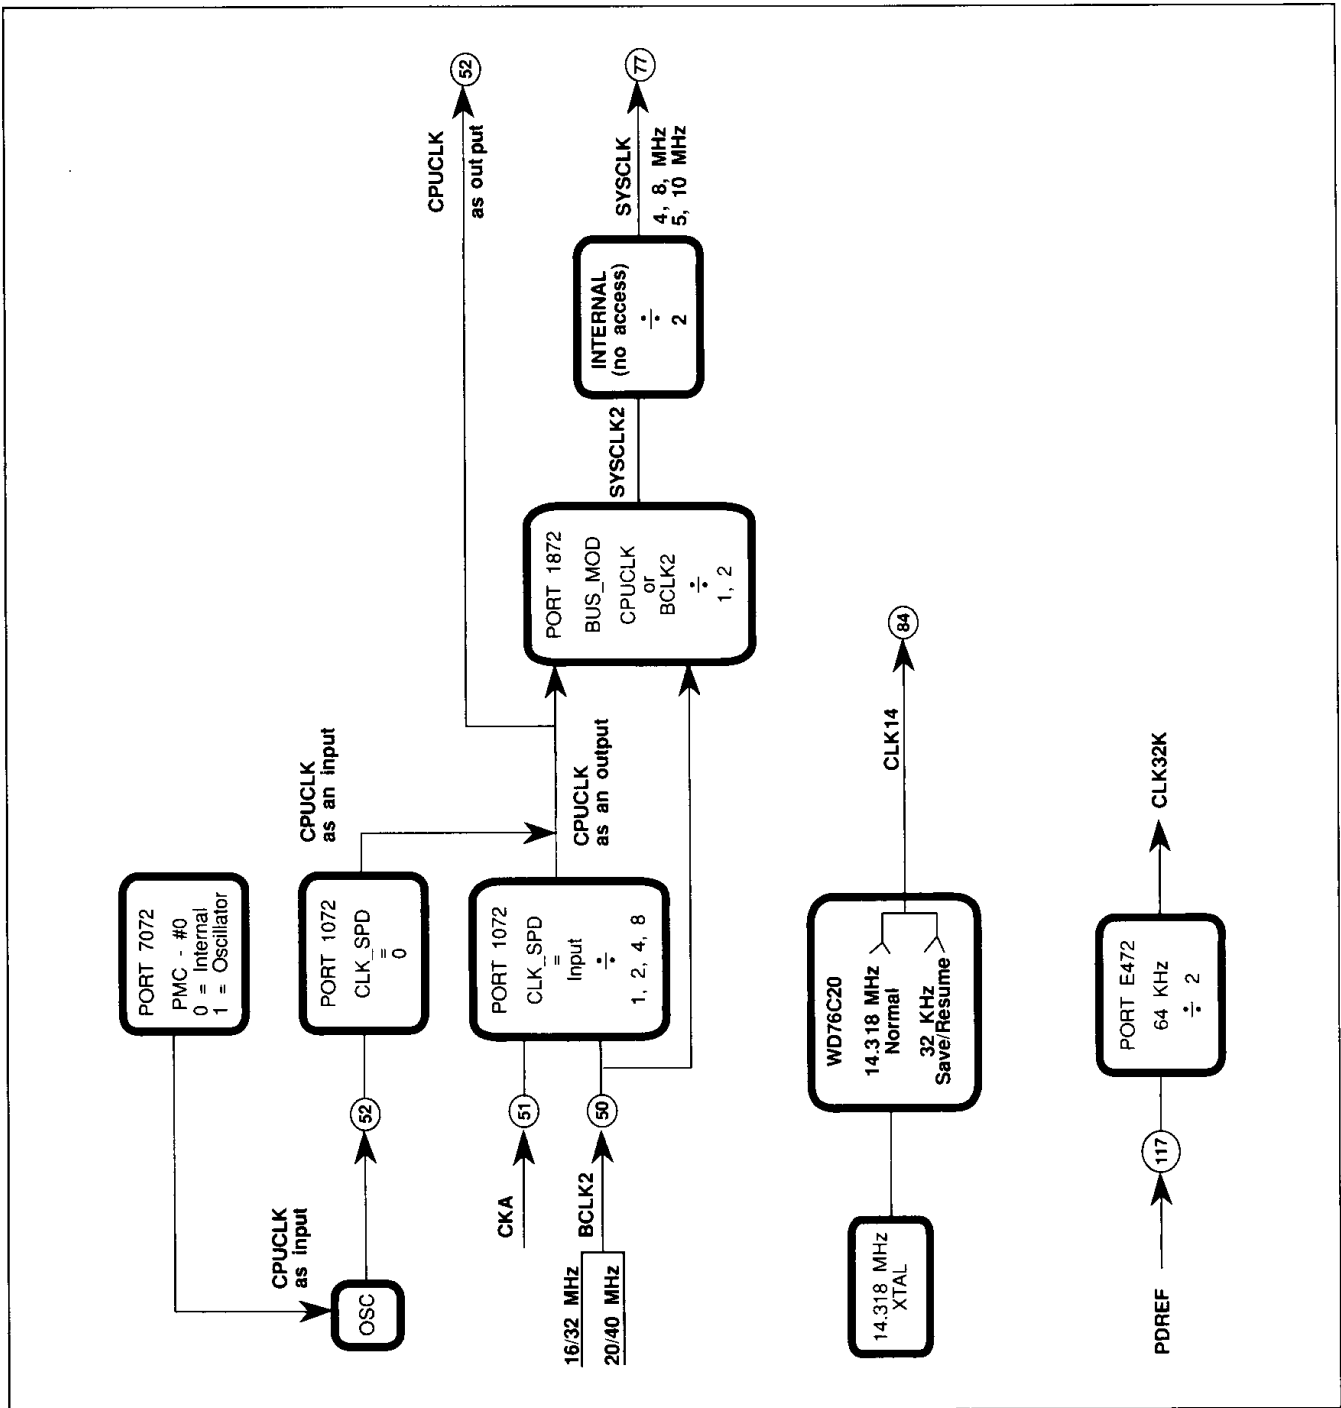 PORT 7072
PMC - #0
0 = Internal
1 = Oscillator
CPUCLK
as input
OSC
52
PORT 1072
CLK_SPD
=
0
CPUCLK
as an input
CKA
51
BCLK2
50
16/32 MHz
20/40 MHz
PORT 1072
CLK_SPD
=
Input
÷
1, 2, 4, 8
CPUCLK
as an output
CPUCLK
as output
52
PORT 1872
BUS_MOD
CPUCLK
or
BCLK2
÷
1, 2
SYSCLK2
INTERNAL
(no access)
÷
2
SYSCLK
4, 8, MHz
5, 10 MHz
77
14.318 MHz
XTAL
WD76C20
14.318 MHz
Normal
32 KHz
Save/Resume
CLK14
84
PDREF
117
PORT E472
64 KHz
÷ 2
CLK32K